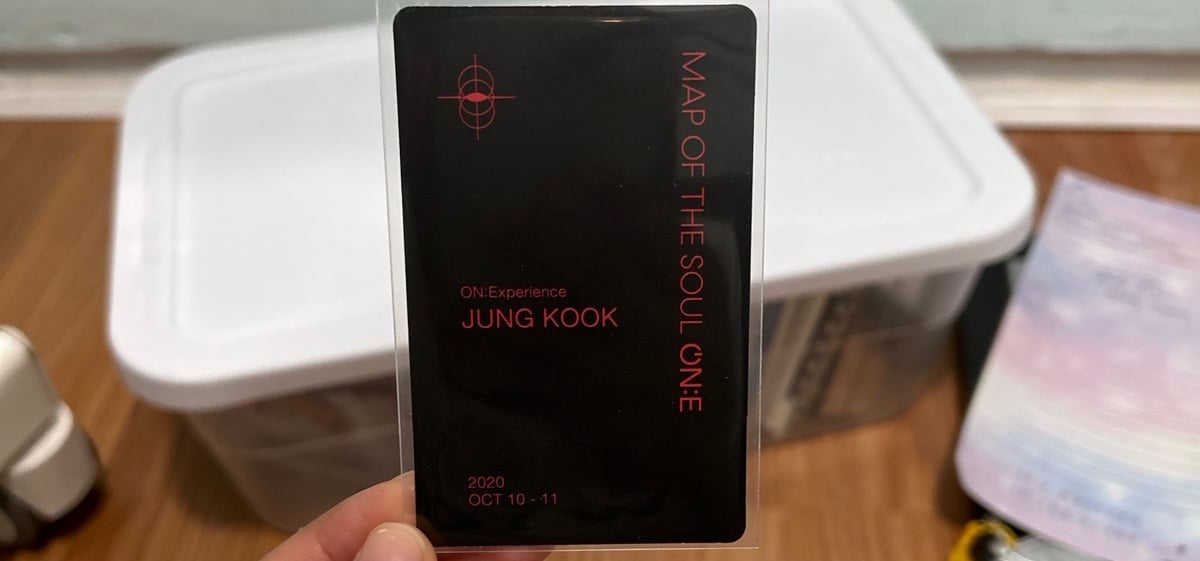 MAP OF THE SOUL ON:E
ON:Experience
JUNG KOOK
2020
OCT 10 - 11